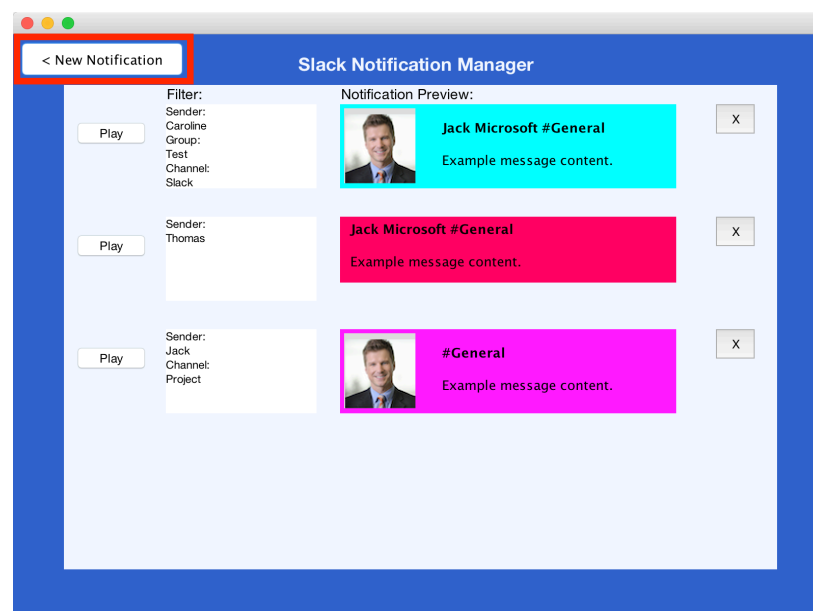 < New Notification
Slack Notification Manager
Filter:
Notification Preview:
Play
Sender:
Caroline
Group:
Test
Channel:
Slack
Jack Microsoft #General
Example message content.
X
Play
Sender:
Thomas
Jack Microsoft #General
Example message content.
X
Play
Sender:
Jack
Channel:
Project
#General
Example message content.
X